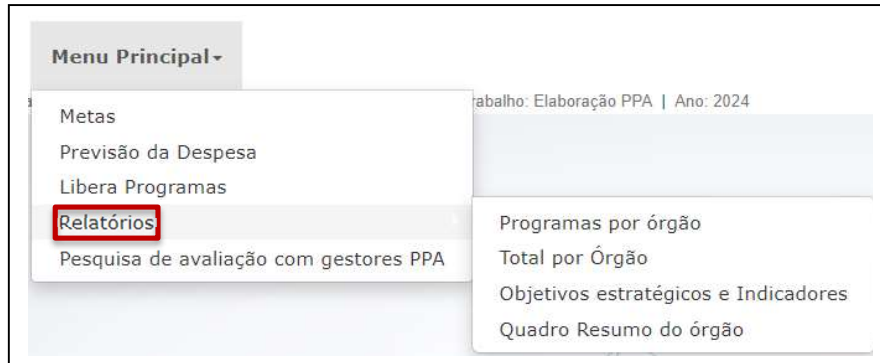 Menu Principal
rabalho: Elaboração PPA | Ano: 2024
Metas
Previsão da Despesa
Libera Programas
Relatórios
Pesquisa de avaliação com gestores PPA
Programas por órgão
Total por Órgão
Objetivos estratégicos e Indicadores
Quadro Resumo do órgão